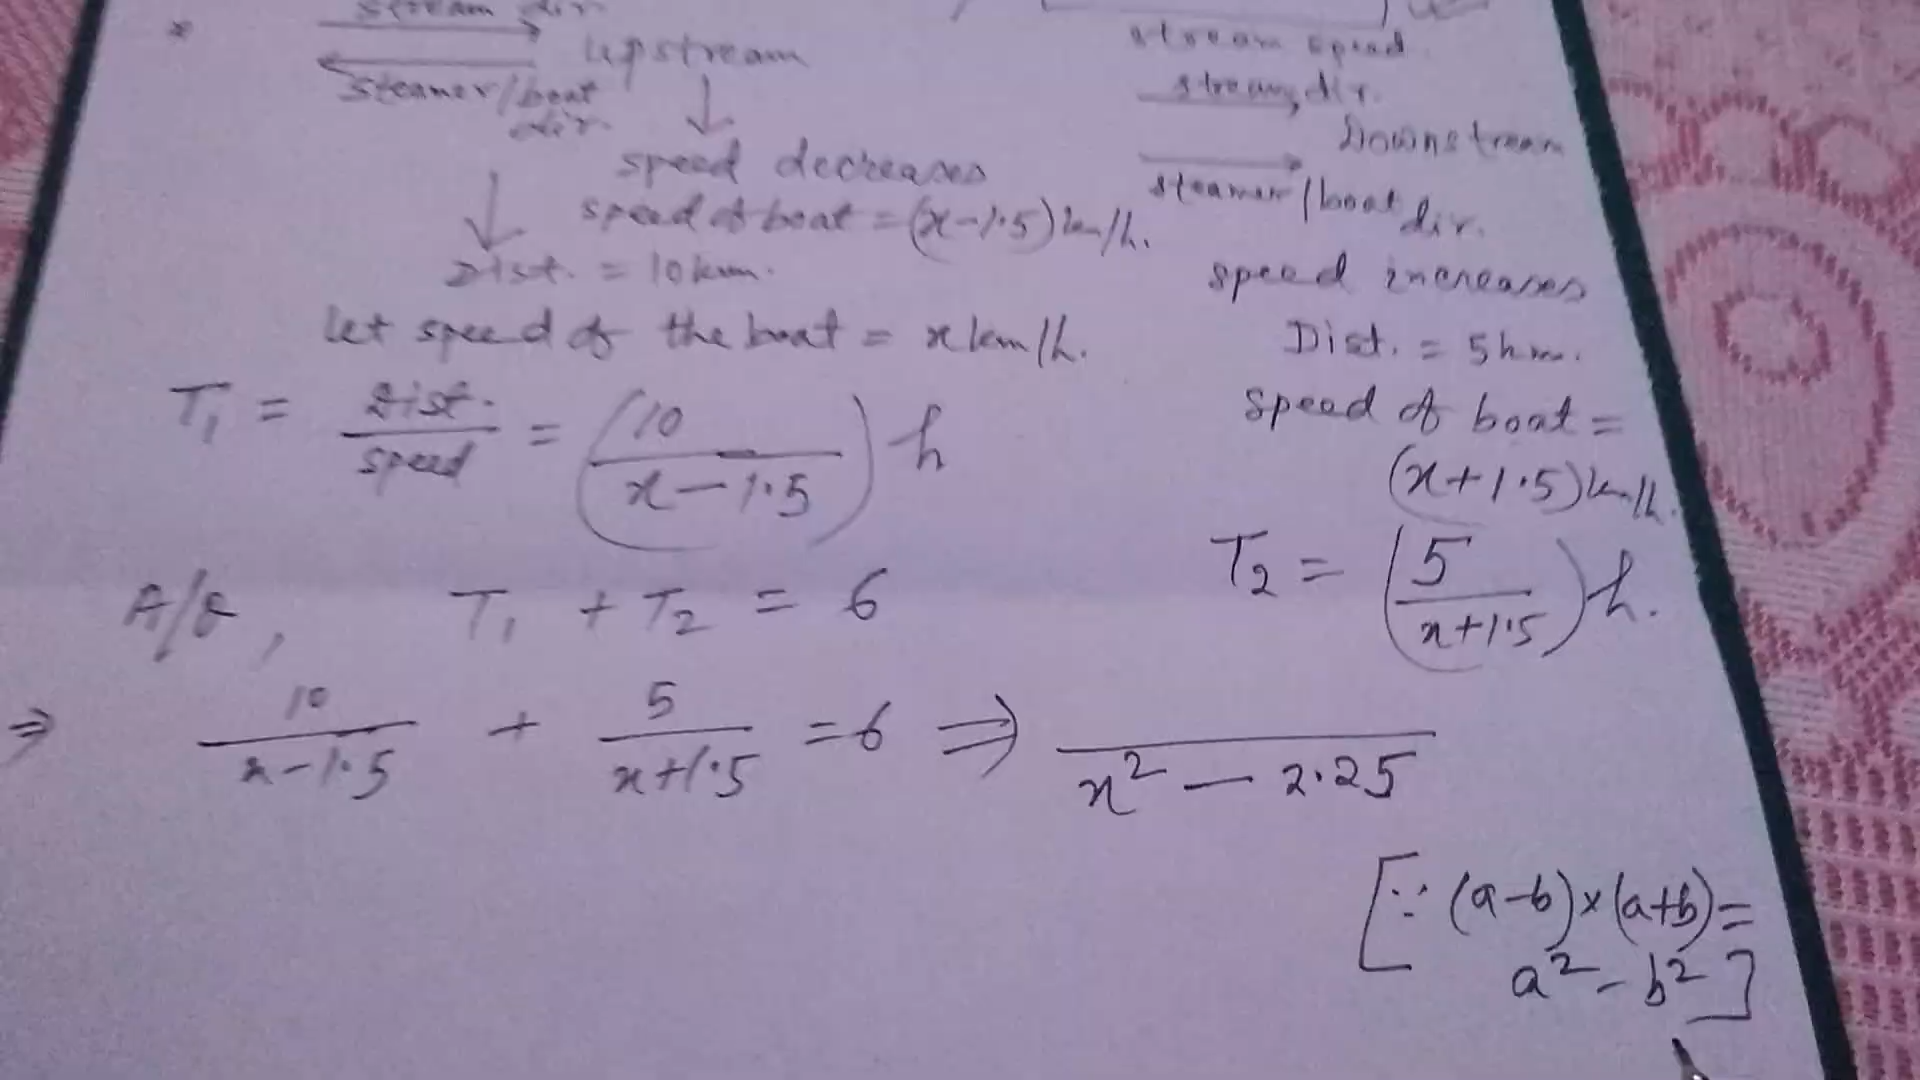 stream dir.
upstream
steamer/boat
dir.
speed decreases
speed of boat = (x-1.5) km/h.
Dist. = 10 km.
Let speed of the boat = x km/h.
T₁ = Dist./speed = (10/(x-1.5)) h
stream speed
stream dir.
Downstream
steamer/boat dir.
speed increases
Dist. = 5 km.
speed of boat =
(x+1.5) km/h.
T₂ = (5/(x+1.5)) h.
A/Q, T₁ + T₂ = 6
⇒ 10/(x-1.5) + 5/(x+1.5) = 6 ⇒ /(x² - 2.25)
[∵ (a-b)×(a+b) =
a² - b²]